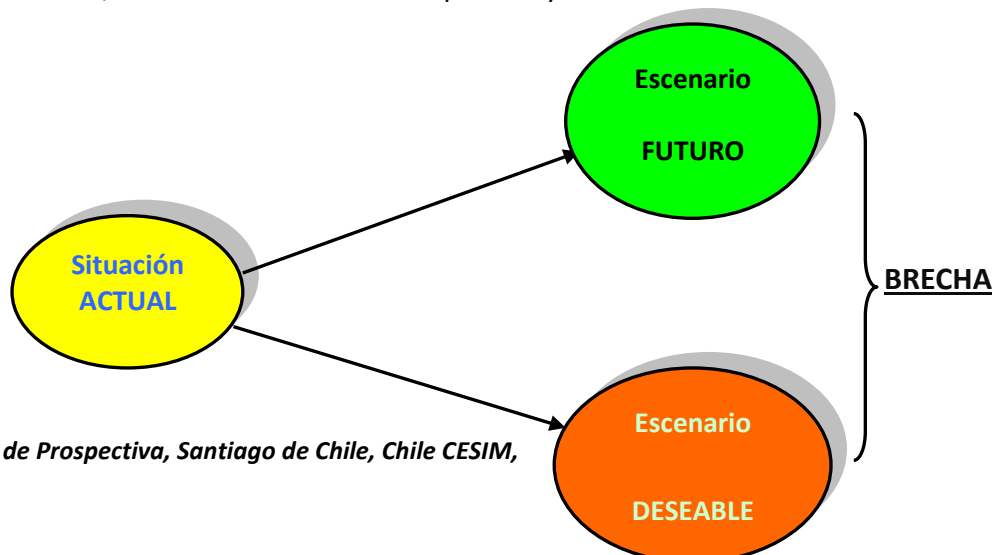 Escenario
FUTURO
Situación
ACTUAL
BRECHA
Escenario
de Prospectiva, Santiago de Chile, Chile CESIM,
DESEABLE